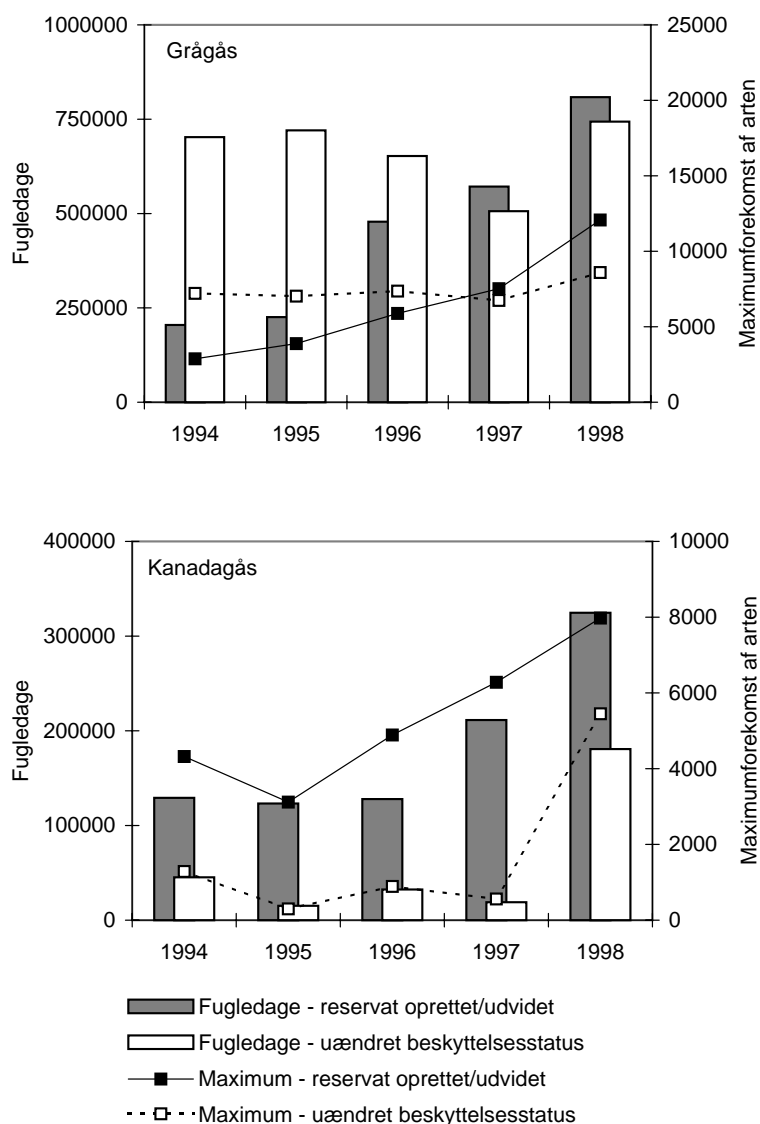 Grågås
Fugledage
1000000
750000
500000
250000
0
25000
20000
15000
10000
5000
0
Maximumforekomst af arten
1994 1995 1996 1997 1998
Kanadagås
Fugledage
400000
300000
200000
100000
0
10000
8000
6000
4000
2000
0
Maximumforekomst af arten
1994 1995 1996 1997 1998
Fugledage - reservat oprettet/udvidet
Fugledage - uændret beskyttelsesstatus
Maximum - reservat oprettet/udvidet
Maximum - uændret beskyttelsesstatus